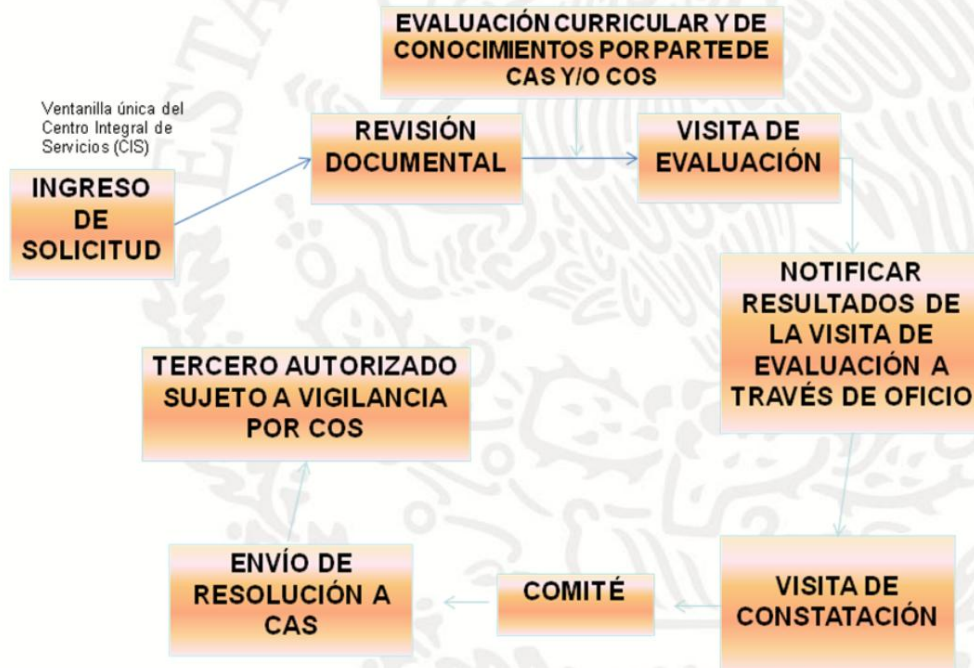 EVALUACIÓN CURRICULAR Y DE
CONOCIMIENTOS POR PARTE DE
CAS Y/O COS
Ventanilla única del
Centro Integral de
Servicios (CIS)
INGRESO
DE
SOLICITUD
REVISIÓN
DOCUMENTAL
VISITA DE
EVALUACIÓN
NOTIFICAR
RESULTADOS DE
LA VISITA DE
EVALUACIÓN A
TRAVÉS DE OFICIO
VISITA DE
CONSTATACIÓN
COMITÉ
ENVÍO DE
RESOLUCIÓN A
CAS
TERCERO AUTORIZADO
SUJETO A VIGILANCIA
POR COS